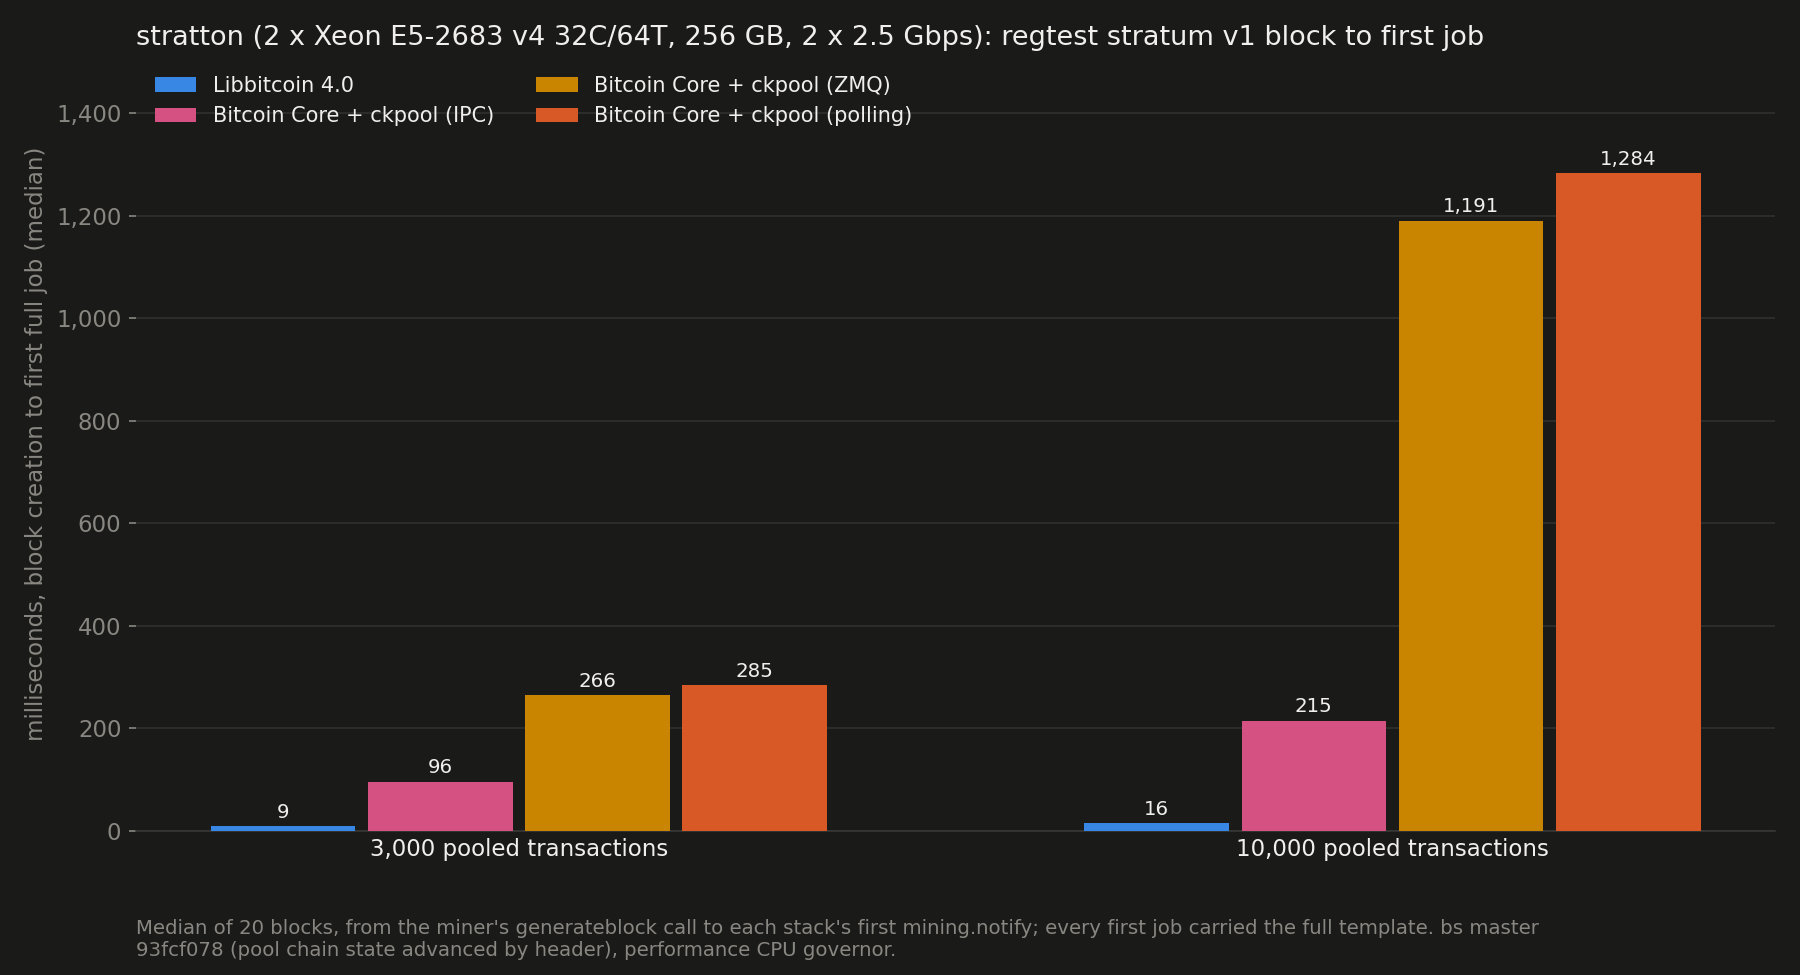 stratton (2 x Xeon E5-2683 v4 32C/64T, 256 GB, 2 x 2.5 Gbps): regtest stratum v1 block to first job
Libbitcoin 4.0
Bitcoin Core + ckpool (IPC)
Bitcoin Core + ckpool (ZMQ)
Bitcoin Core + ckpool (polling)
milliseconds, block creation to first full job (median)
1,400
1,200
1,000
800
600
400
200
0
9
96
266
285
16
215
1,191
1,284
3,000 pooled transactions
10,000 pooled transactions
Median of 20 blocks, from the miner's generateblock call to each stack's first mining.notify; every first job carried the full template. bs master
93fcf078 (pool chain state advanced by header), performance CPU governor.